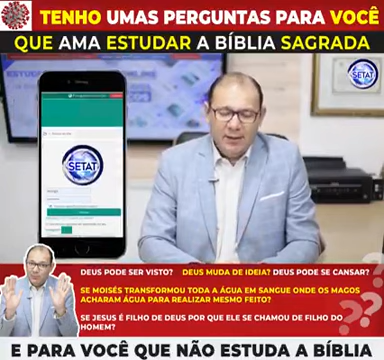 TENHO UMAS PERGUNTAS PARA VOCÊ
QUE AMA ESTUDAR A BÍBLIA SAGRADA
SETAT
SETAT
DEUS PODE SER VISTO? DEUS MUDA DE IDEIA? DEUS PODE SE CANSAR?
SE MOISÉS TRANSFORMOU TODA A ÁGUA EM SANGUE ONDE OS MAGOS
ACHARAM ÁGUA PARA REALIZAR MESMO FEITO?
SE JESUS É FILHO DE DEUS POR QUE ELE SE CHAMOU DE FILHO DO
HOMEM?
E PARA VOCÊ QUE NÃO ESTUDA A BÍBLIA